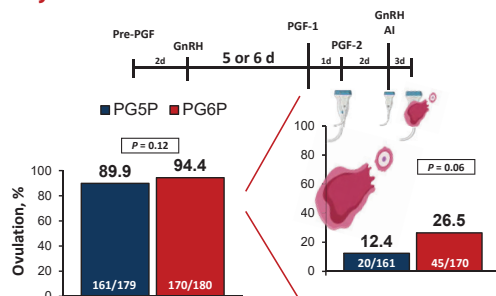 Pre-PGF
GnRH
PGF-1
PGF-2
GnRH
AI
2d
5 or 6 d
1d
2d
3d
PG5P
PG6P
P = 0.12
Ovulation, %
100
80
60
40
20
0
89.9
94.4
161/179
170/180
100
80
60
40
20
0
P = 0.06
12.4
26.5
20/161
45/170